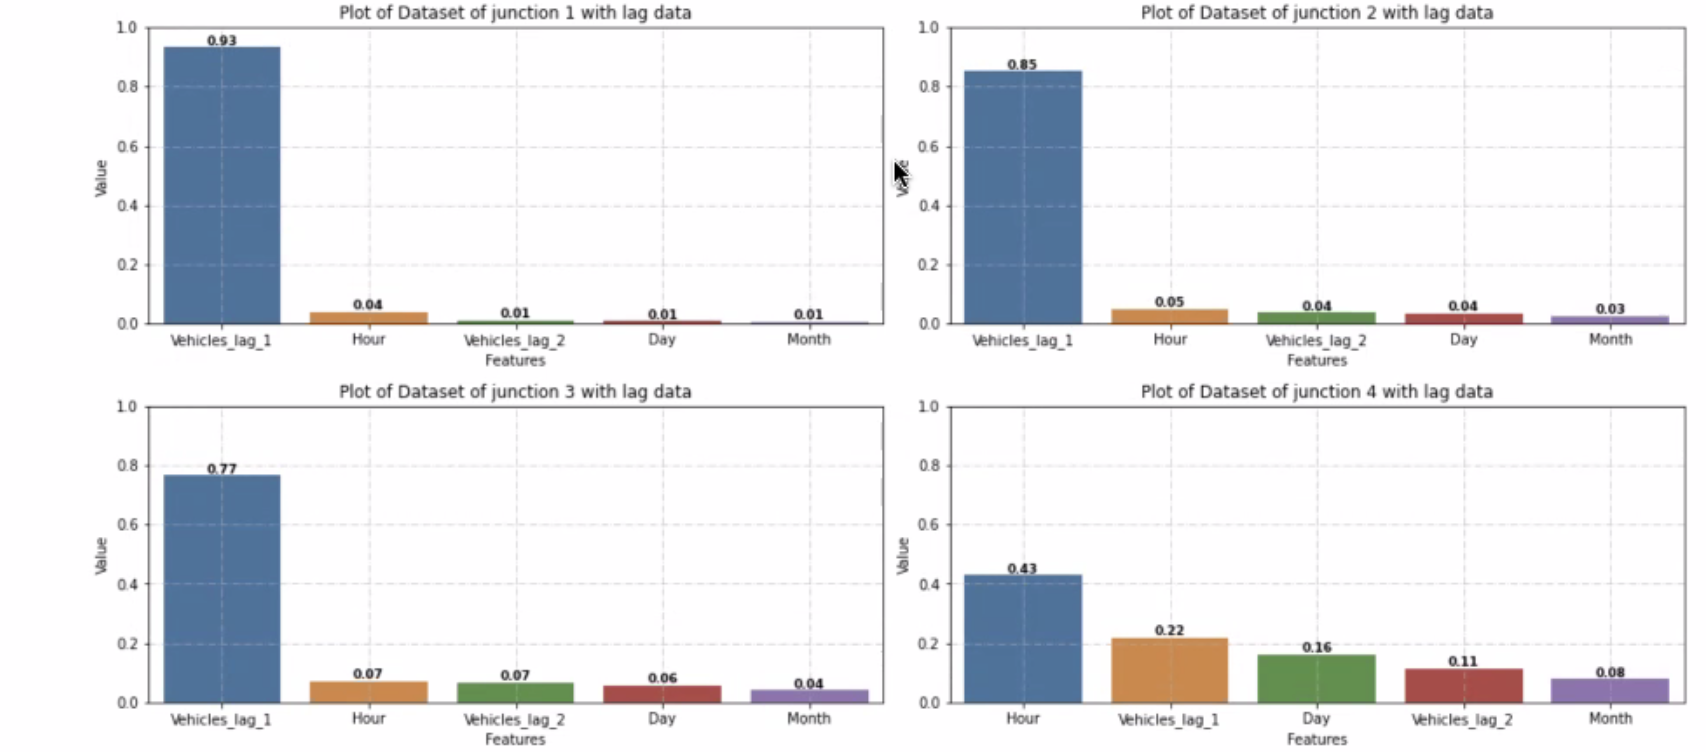 Plot of Dataset of junction 1 with lag data
1.0
0.8
0.6
0.4
0.2
0.0
Value
0.93
0.04
0.01
0.01
0.01
Vehicles_lag_1 Hour Vehicles_lag_2 Day Month
Features
Plot of Dataset of junction 2 with lag data
1.0
0.8
0.6
0.4
0.2
0.0
Value
0.85
0.05
0.04
0.04
0.03
Vehicles_lag_1 Hour Vehicles_lag_2 Day Month
Features
Plot of Dataset of junction 3 with lag data
1.0
0.8
0.6
0.4
0.2
0.0
Value
0.77
0.07
0.07
0.06
0.04
Vehicles_lag_1 Hour Vehicles_lag_2 Day Month
Features
Plot of Dataset of junction 4 with lag data
1.0
0.8
0.6
0.4
0.2
0.0
Value
0.43
0.22
0.16
0.11
0.08
Hour Vehicles_lag_1 Day Vehicles_lag_2 Month
Features